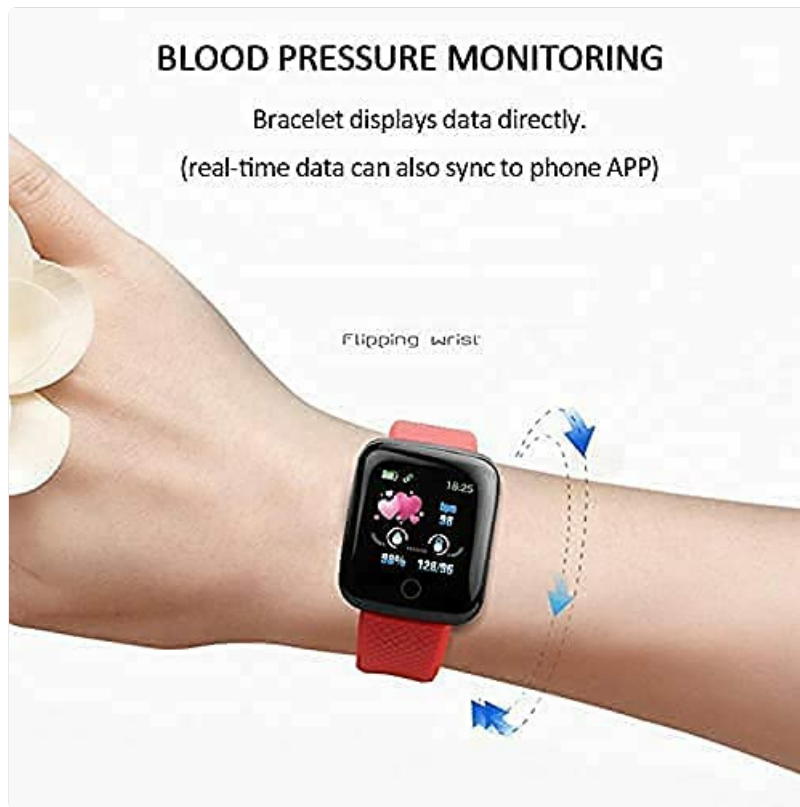 BLOOD PRESSURE MONITORING
Bracelet displays data directly.
(real-time data can also sync to phone APP)
Flipping wrist
18:25
bpm
98
98% 128/96